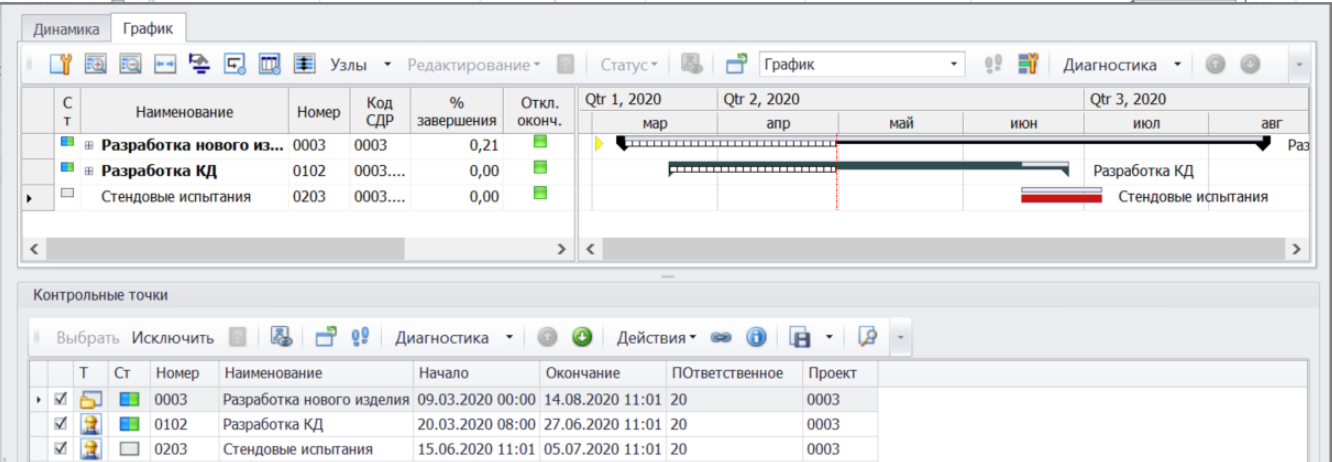 Динамика График
Узлы Редактирование Статус График Диагностика
С Т Наименование Номер Код СДР % завершения Откл. оконч.
Qtr 1, 2020 Qtr 2, 2020 Qtr 3, 2020
мар апр май июн июл авг
Разработка нового из... 0003 0003 0,21 Раз
Разработка КД 0102 0003.... 0,00 Разработка КД
Стендовые испытания 0203 0003.... 0,00 Стендовые испытания
Контрольные точки
Выбрать Исключить Диагностика Действия
Т Ст Номер Наименование Начало Окончание ПОтветственное Проект
0003 Разработка нового изделия 09.03.2020 00:00 14.08.2020 11:01 20 0003
0102 Разработка КД 20.03.2020 08:00 27.06.2020 11:01 20 0003
0203 Стендовые испытания 15.06.2020 11:01 05.07.2020 11:01 20 0003